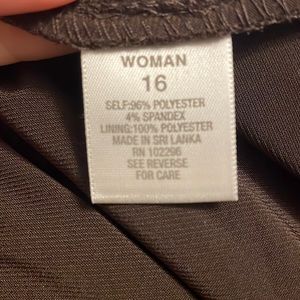 WOMAN
16
SELF:96% POLYESTER
4% SPANDEX
LINING:100% POLYESTER
MADE IN SRI LANKA
RN 102296
SEE REVERSE
FOR CARE